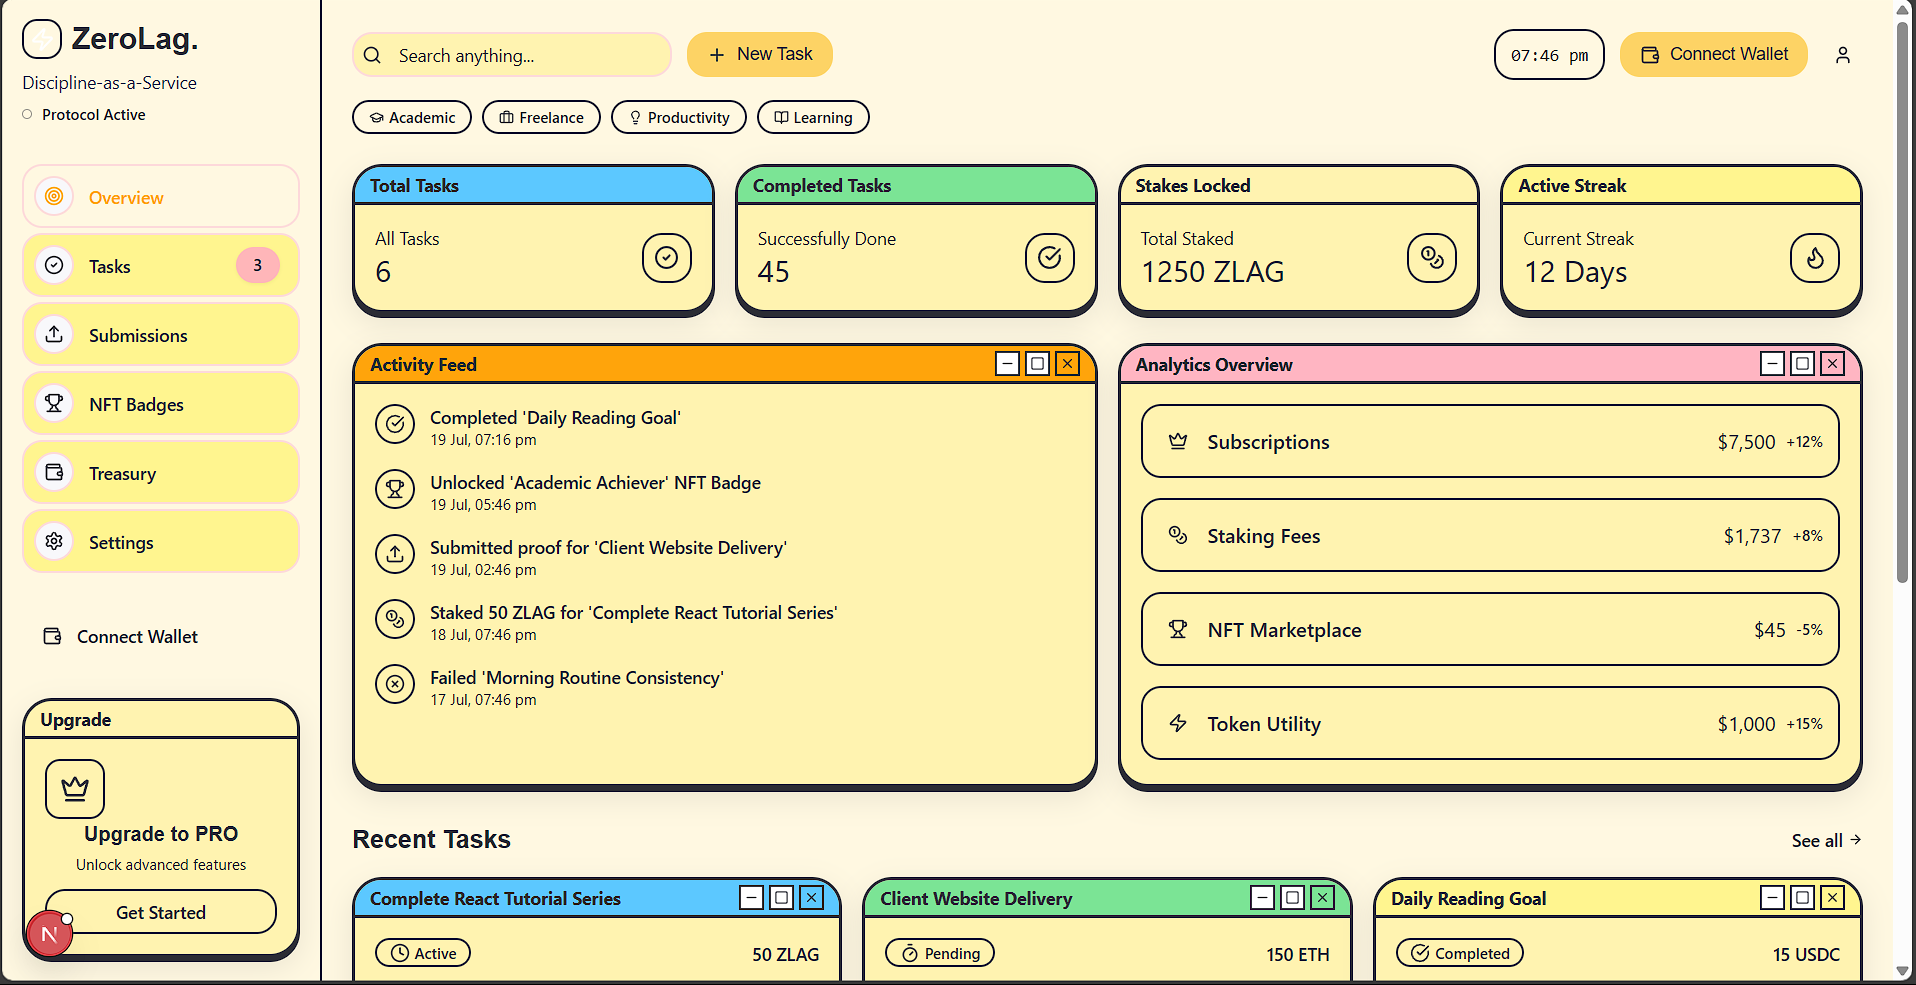 ZeroLag.
Discipline-as-a-Service
Protocol Active
Overview
Tasks 3
Submissions
NFT Badges
Treasury
Settings
Connect Wallet
Upgrade
Upgrade to PRO
Unlock advanced features
Get Started
N
Search anything...
New Task
07:46 pm
Connect Wallet
Academic
Freelance
Productivity
Learning
Total Tasks
All Tasks
6
Completed Tasks
Successfully Done
45
Stakes Locked
Total Staked
1250 ZLAG
Active Streak
Current Streak
12 Days
Activity Feed
Completed 'Daily Reading Goal'
19 Jul, 07:16 pm
Unlocked 'Academic Achiever' NFT Badge
19 Jul, 05:46 pm
Submitted proof for 'Client Website Delivery'
19 Jul, 02:46 pm
Staked 50 ZLAG for 'Complete React Tutorial Series'
18 Jul, 07:46 pm
Failed 'Morning Routine Consistency'
17 Jul, 07:46 pm
Analytics Overview
Subscriptions $7,500 +12%
Staking Fees $1,737 +8%
NFT Marketplace $45 -5%
Token Utility $1,000 +15%
Recent Tasks
See all →
Complete React Tutorial Series
Active 50 ZLAG
Client Website Delivery
Pending 150 ETH
Daily Reading Goal
Completed 15 USDC